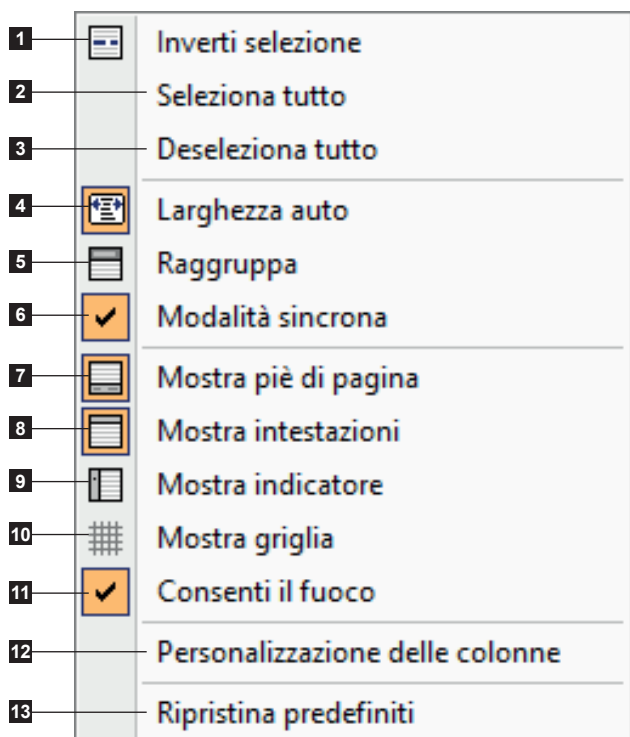 1 Inverti selezione
2 Seleziona tutto
3 Deseleziona tutto
4 Larghezza auto
5 Raggruppa
6 Modalità sincrona
7 Mostra piè di pagina
8 Mostra intestazioni
9 Mostra indicatore
10 Mostra griglia
11 Consenti il fuoco
12 Personalizzazione delle colonne
13 Ripristina predefiniti